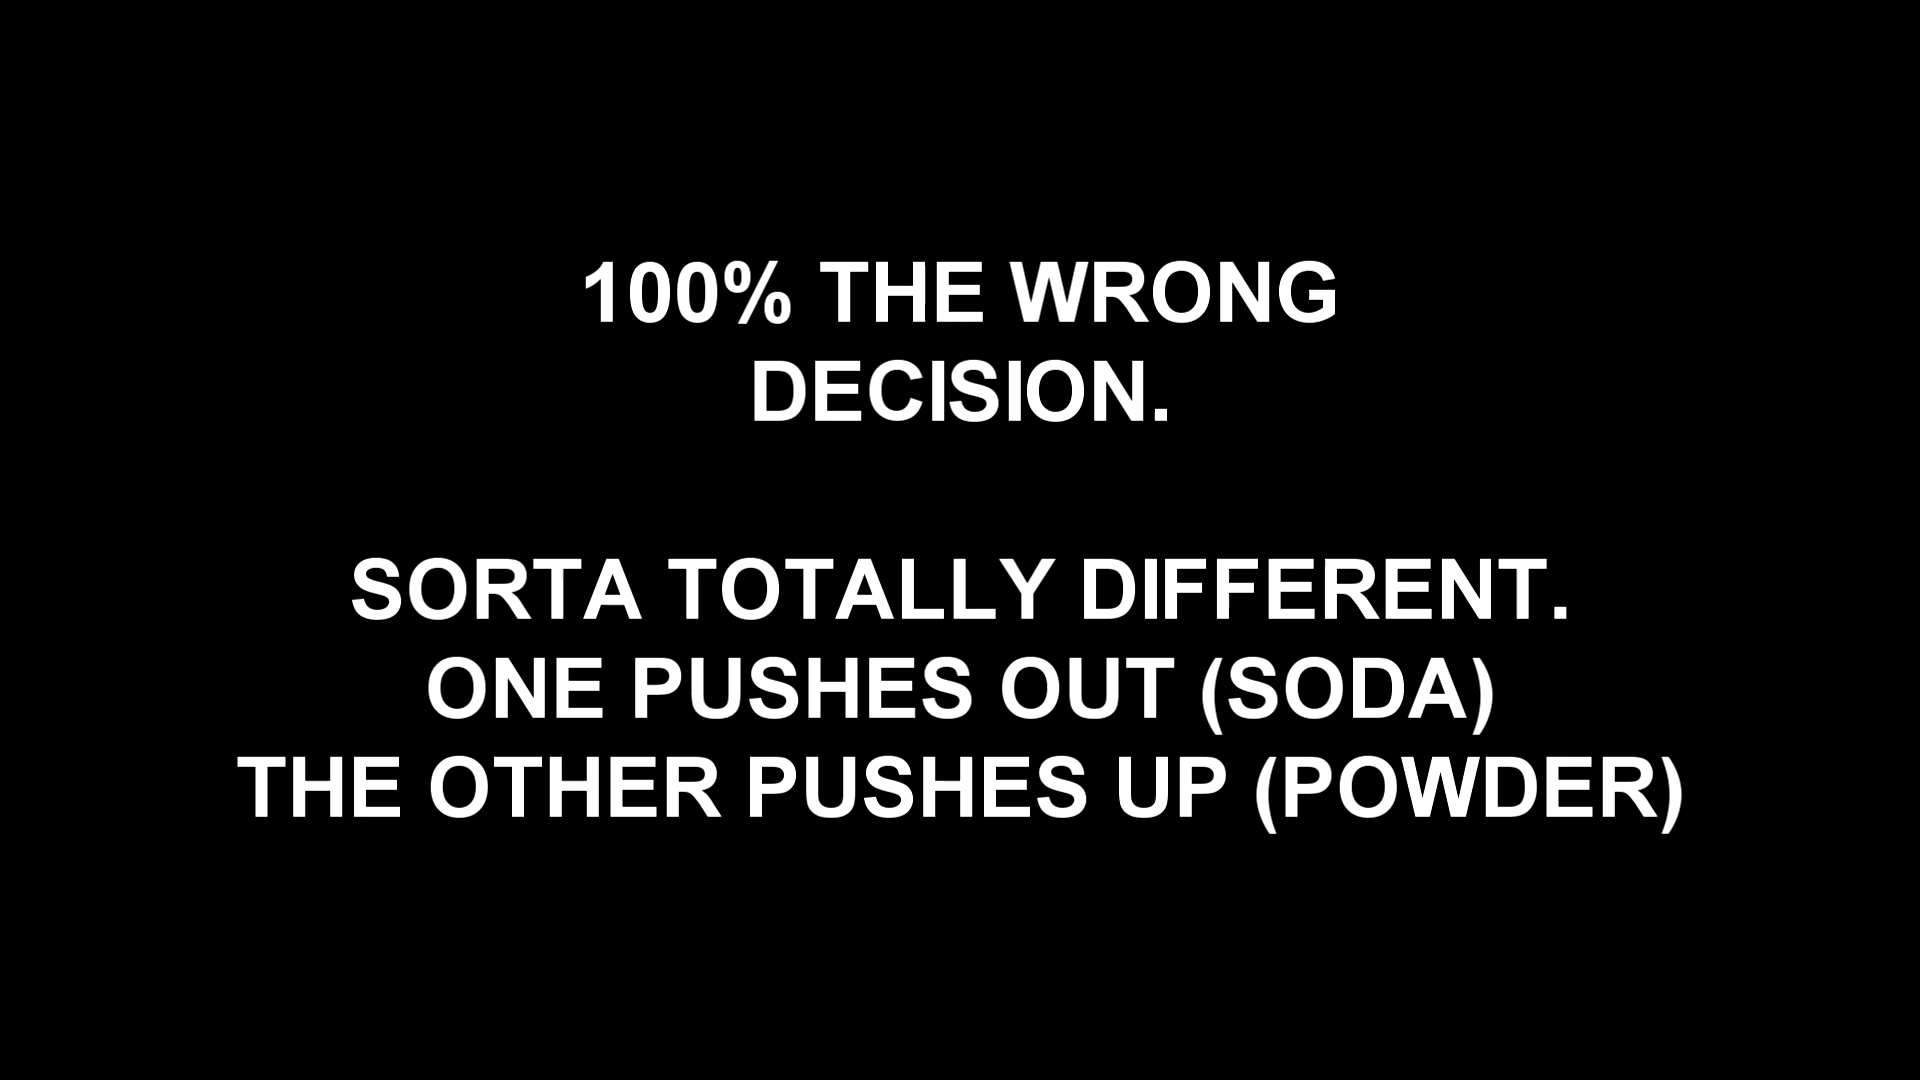 100% THE WRONG
DECISION.
SORTA TOTALLY DIFFERENT.
ONE PUSHES OUT (SODA)
THE OTHER PUSHES UP (POWDER)